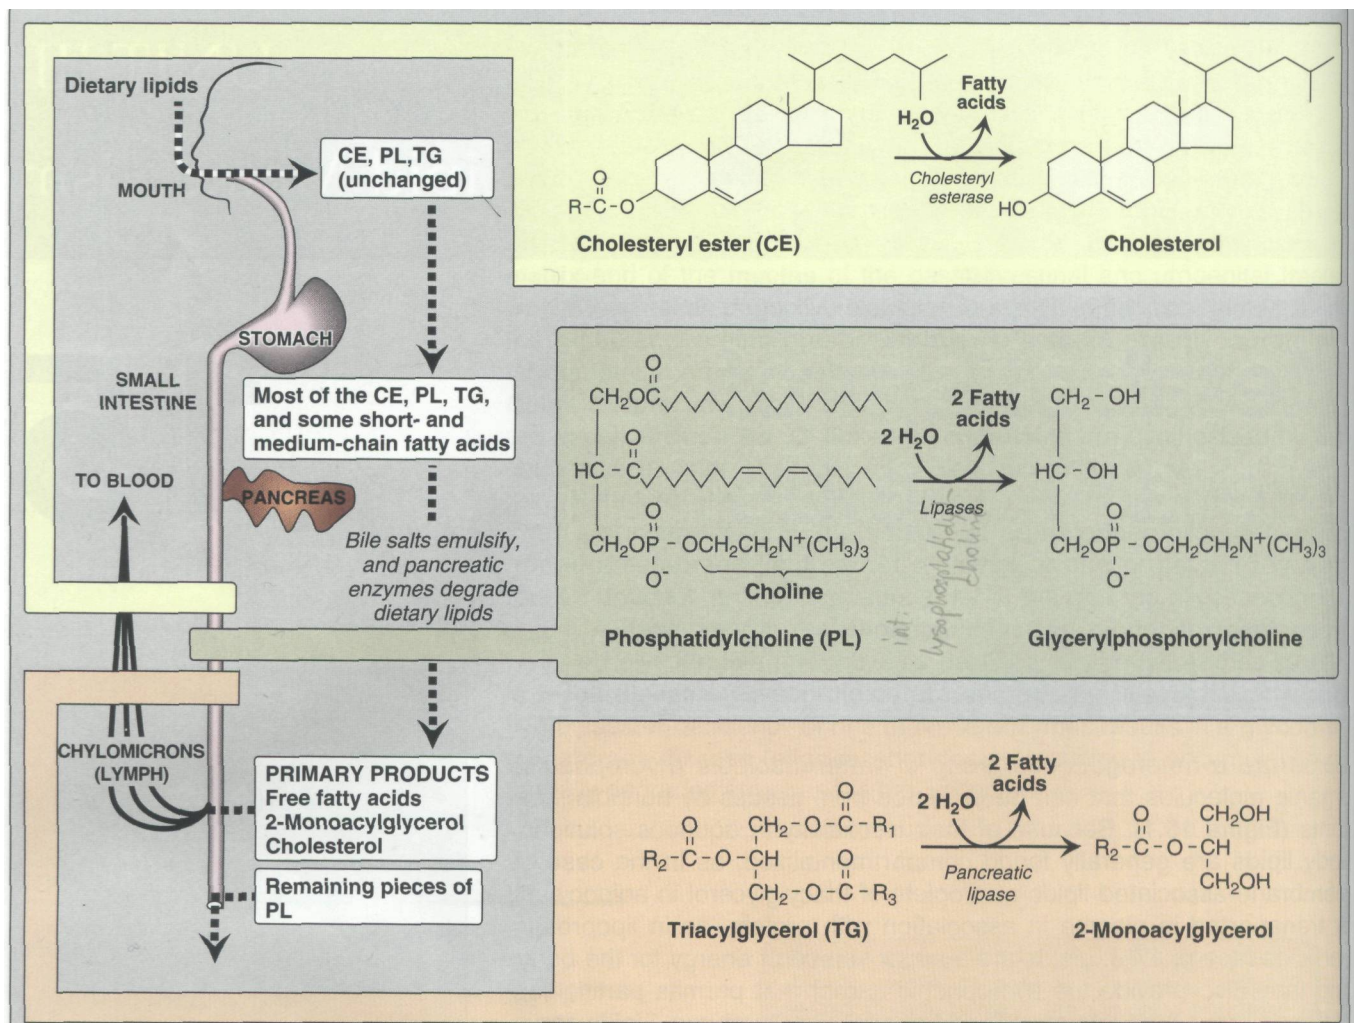 Dietary lipids
MOUTH
CE, PL,TG
(unchanged)
STOMACH
SMALL
INTESTINE
Most of the CE, PL, TG,
and some short- and
medium-chain fatty acids
TO BLOOD
PANCREAS
Bile salts emulsify,
and pancreatic
enzymes degrade
dietary lipids
CHYLOMICRONS
(LYMPH)
PRIMARY PRODUCTS
Free fatty acids
2-Monoacylglycerol
Cholesterol
Remaining pieces of
PL
O
R-C-O
H₂O
Fatty
acids
Cholesteryl
esterase
HO
Cholesteryl ester (CE)
Cholesterol
O
CH₂OC
O
HC - C
O
CH₂OP - OCH₂CH₂N⁺(CH₃)₃
O⁻
Choline
2 H₂O
2 Fatty
acids
Lipases
CH₂- OH
HC - OH
O
CH₂OP - OCH₂CH₂N⁺(CH₃)₃
O⁻
int.
lysophosphatidyl-
choline
Phosphatidylcholine (PL)
Glycerylphosphorylcholine
O
CH₂-O-C-R₁
O
R₂-C-O-CH
O
CH₂-O-C-R₃
2 H₂O
2 Fatty
acids
Pancreatic
lipase
O
CH₂OH
R₂-C-O-CH
CH₂OH
Triacylglycerol (TG)
2-Monoacylglycerol